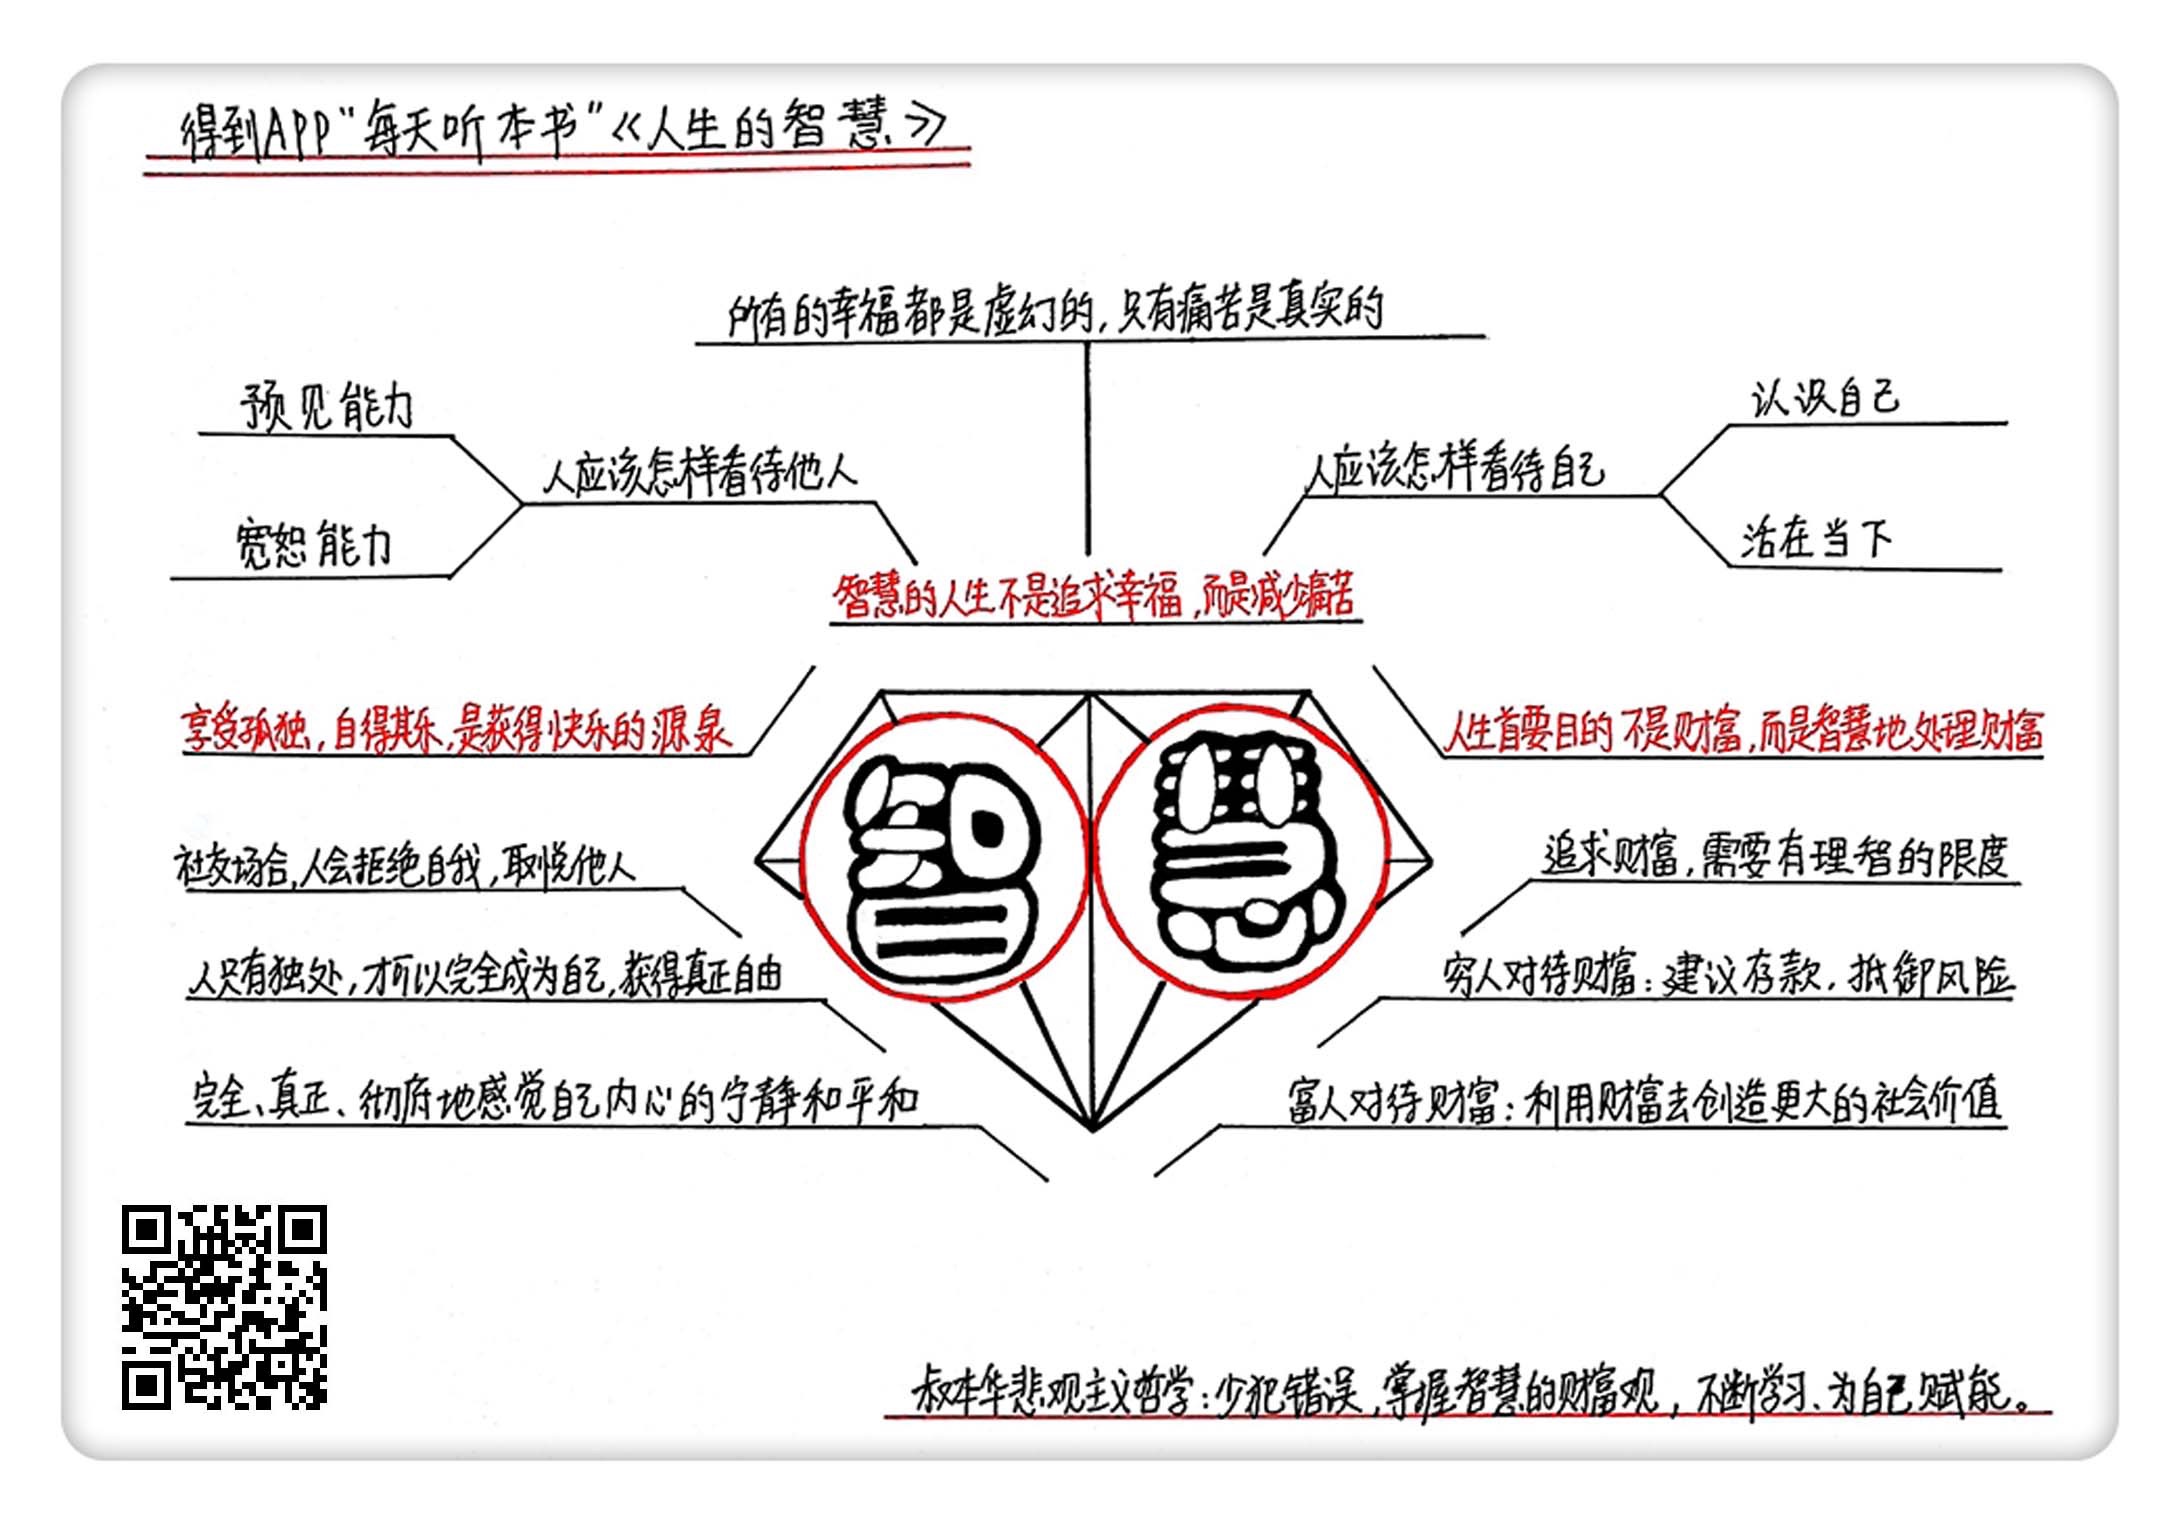 得到APP“每天听本书”《人生的智慧》
所有的幸福都是虚幻的,只有痛苦是真实的
预见能力
宽恕能力
人应该怎样看待他人
人应该怎样看待自己
认识自己
活在当下
智慧的人生不是追求幸福,而是减少痛苦
享受孤独,自得其乐,是获得快乐的源泉
社交场合,人会拒绝自我,取悦他人
人只有独处,才可以完全成为自己,获得真正自由
完全、真正、彻府地感觉自己内心的宁静和平和
智慧
人生首要目的不是财富,而是智慧地处理财富
追求财富,需要有理智的限度
穷人对待财富:建议存款,抵御风险
富人对待财富:利用财富去创造更大的社会价值
叔本华悲观主义哲学:少犯错误,掌握智慧的财富观,不断学习、为自己赋能。